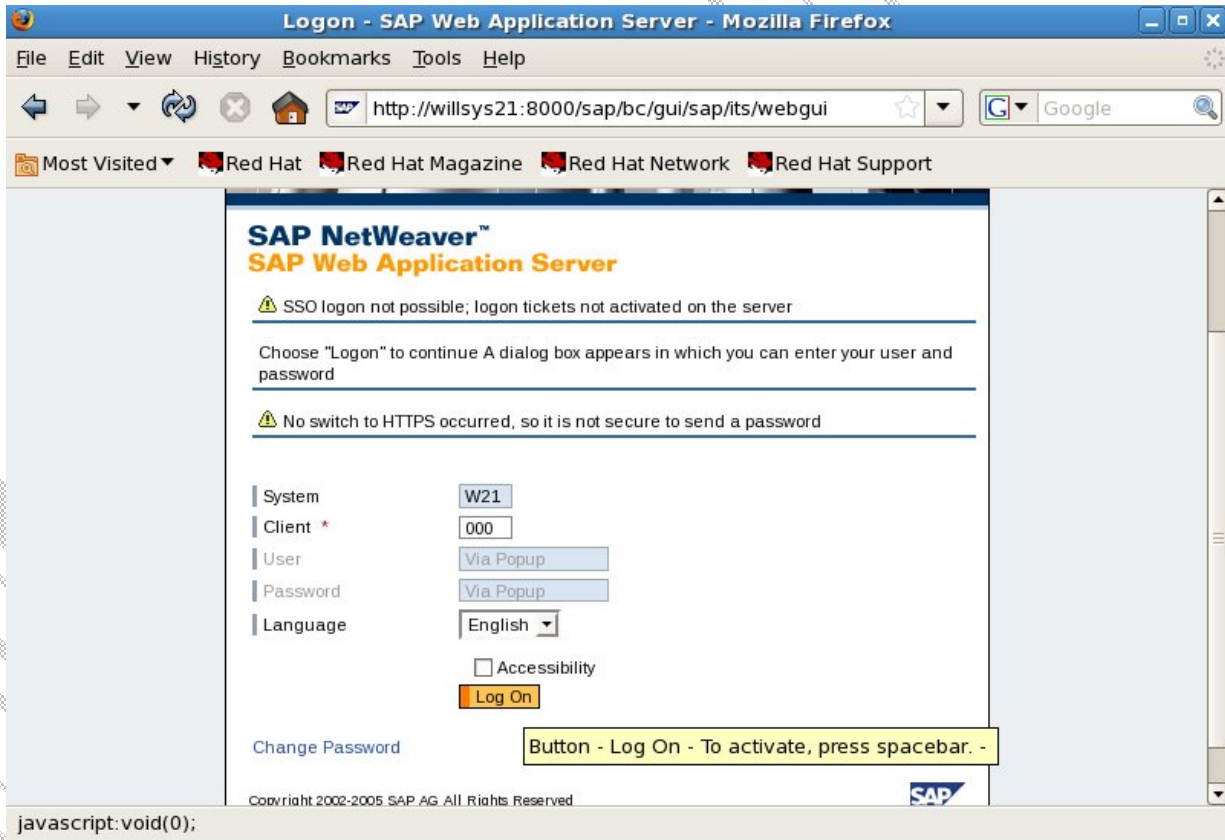 Logon - SAP Web Application Server - Mozilla Firefox
File Edit View History Bookmarks Tools Help
SAP http://willsys21:8000/sap/bc/gui/sap/its/webgui G Google
Most Visited Red Hat Red Hat Magazine Red Hat Network Red Hat Support
SAP NetWeaver™
SAP Web Application Server
SSO logon not possible; logon tickets not activated on the server
Choose "Logon" to continue A dialog box appears in which you can enter your user and
password
No switch to HTTPS occurred, so it is not secure to send a password
System W21
Client * 000
User Via Popup
Password Via Popup
Language English
Accessibility
Log On
Change Password
Button - Log On - To activate, press spacebar. -
Copyright 2002-2005 SAP AG All Rights Reserved
SAP
javascript:void(0);